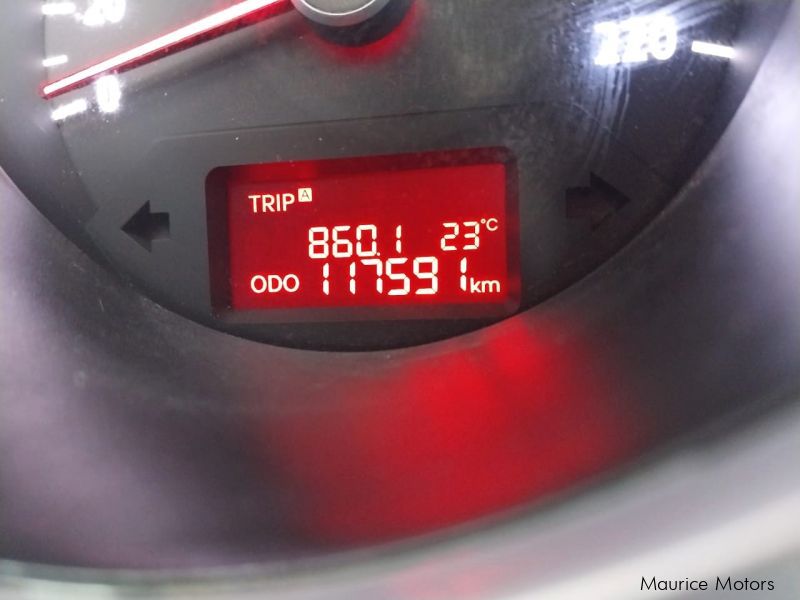 20
0
220
TRIP A
860.1 23°C
ODO 117591 km
Maurice Motors